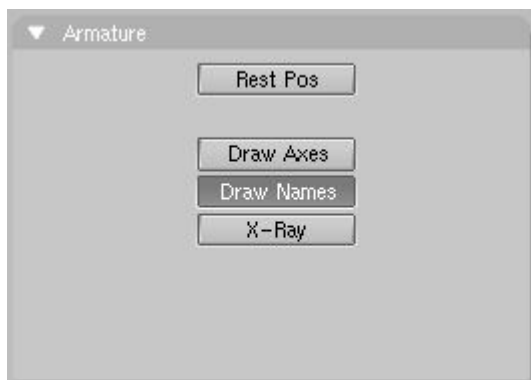 Armature
Rest Pos
Draw Axes
Draw Names
X-Ray